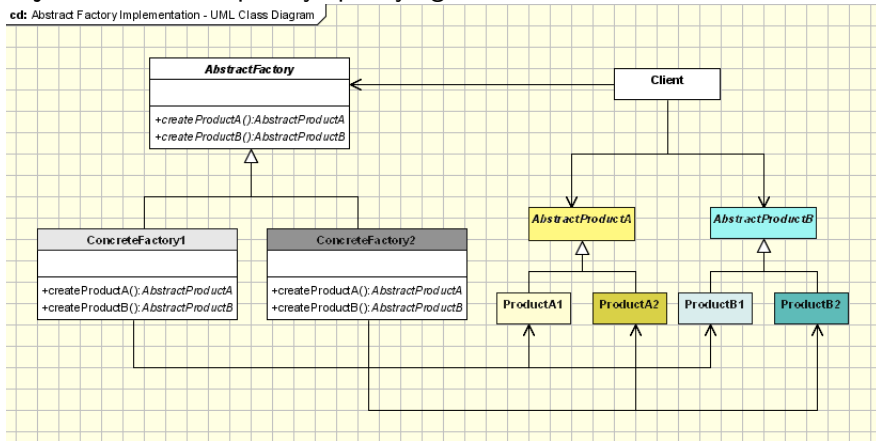 cd: Abstract Factory Implementation - UML Class Diagram
AbstractFactory
+createProductA():AbstractProductA
+createProductB():AbstractProductB
Client
AbstractProductA
AbstractProductB
ConcreteFactory1
+createProductA():AbstractProductA
+createProductB():AbstractProductB
ConcreteFactory2
+createProductA():AbstractProductA
+createProductB():AbstractProductB
ProductA1
ProductA2
ProductB1
ProductB2